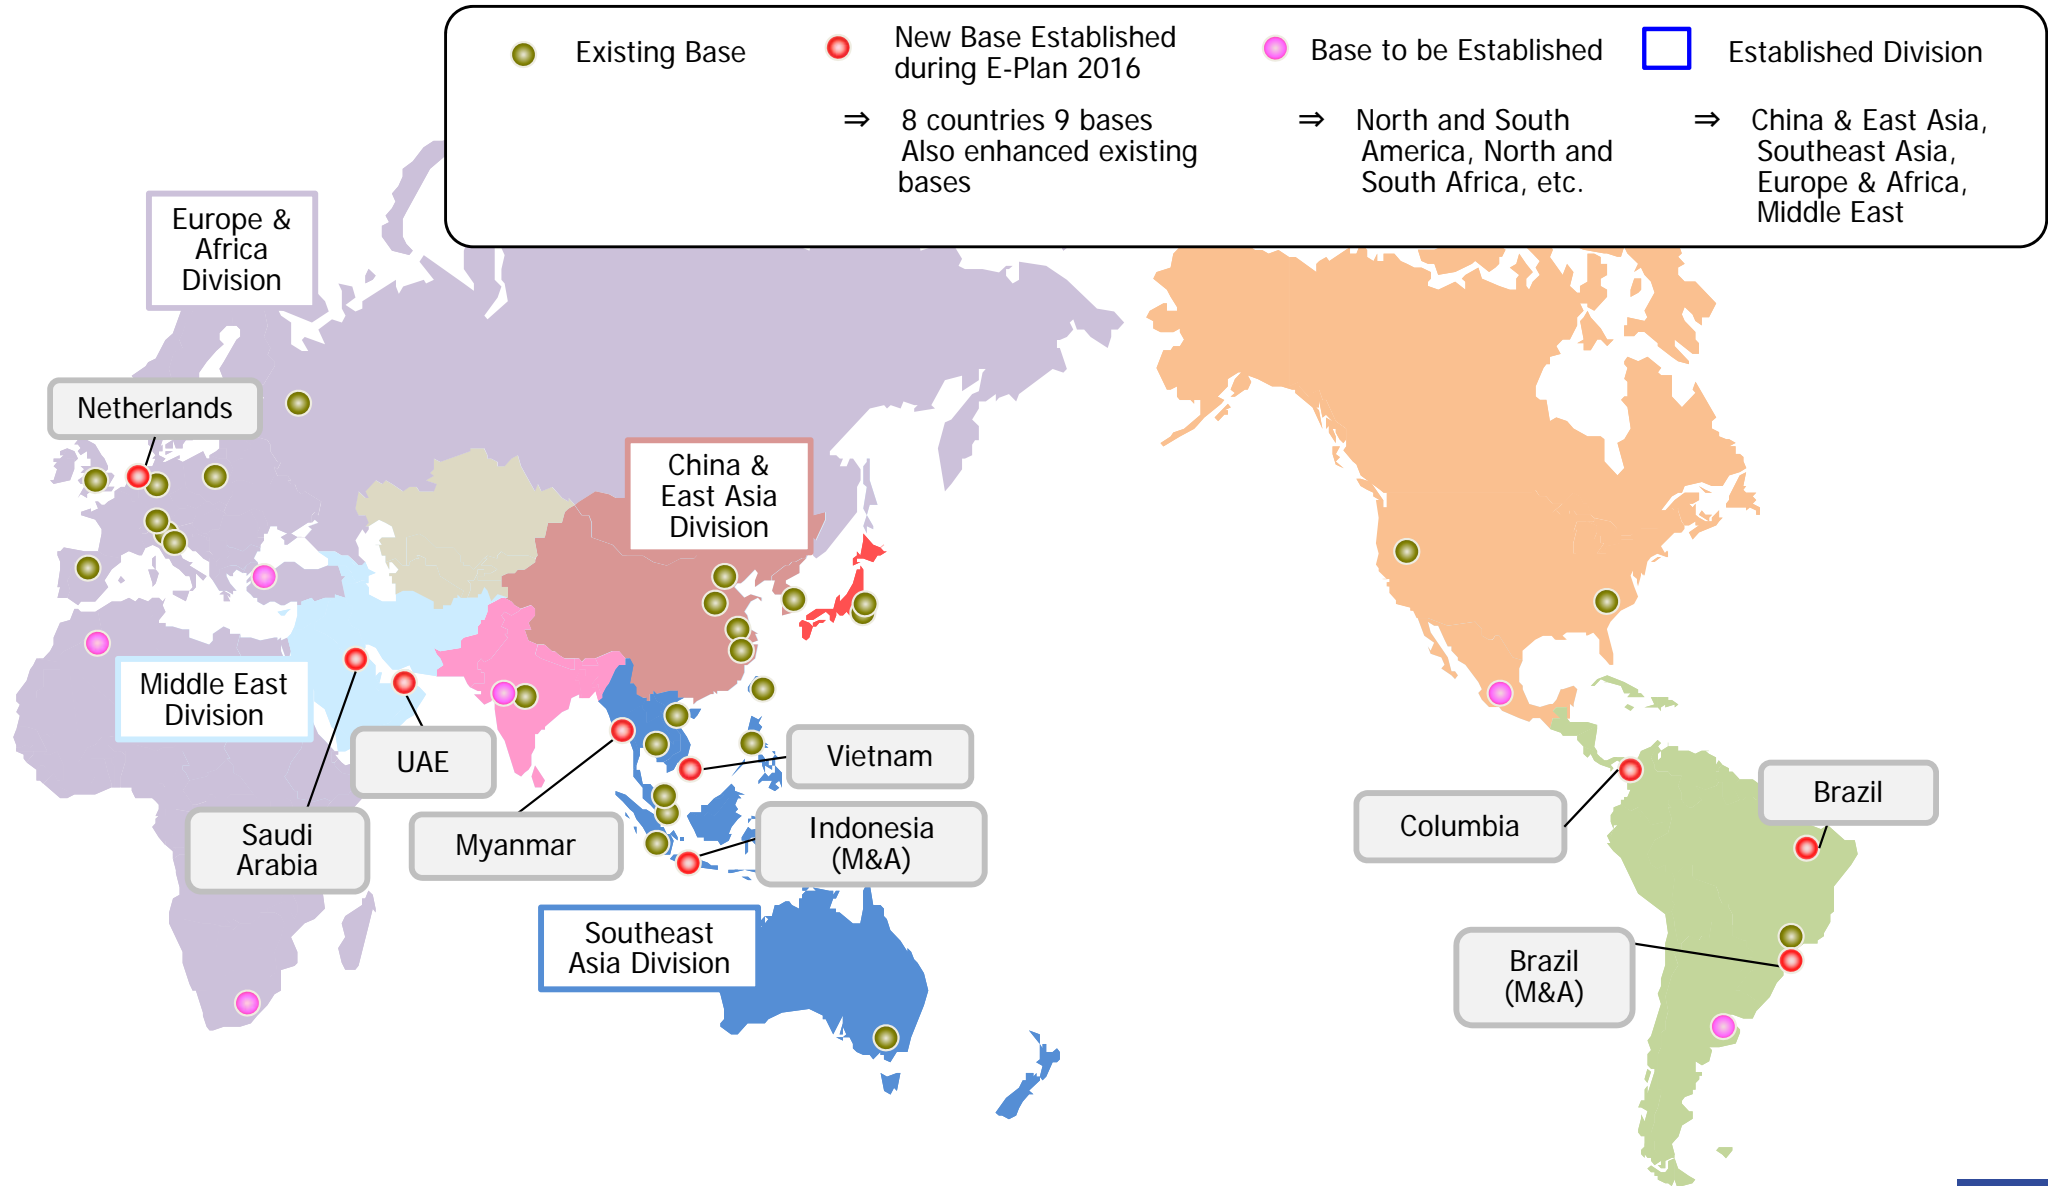 Existing Base
New Base Established
during E-Plan 2016
⇒ 8 countries 9 bases
Also enhanced existing
bases
Base to be Established
⇒ North and South
America, North and
South Africa, etc.
Established Division
⇒ China & East Asia,
Southeast Asia,
Europe & Africa,
Middle East
Europe &
Africa
Division
Netherlands
China &
East Asia
Division
Middle East
Division
UAE
Saudi
Arabia
Myanmar
Vietnam
Indonesia
(M&A)
Southeast
Asia Division
Columbia
Brazil
Brazil
(M&A)